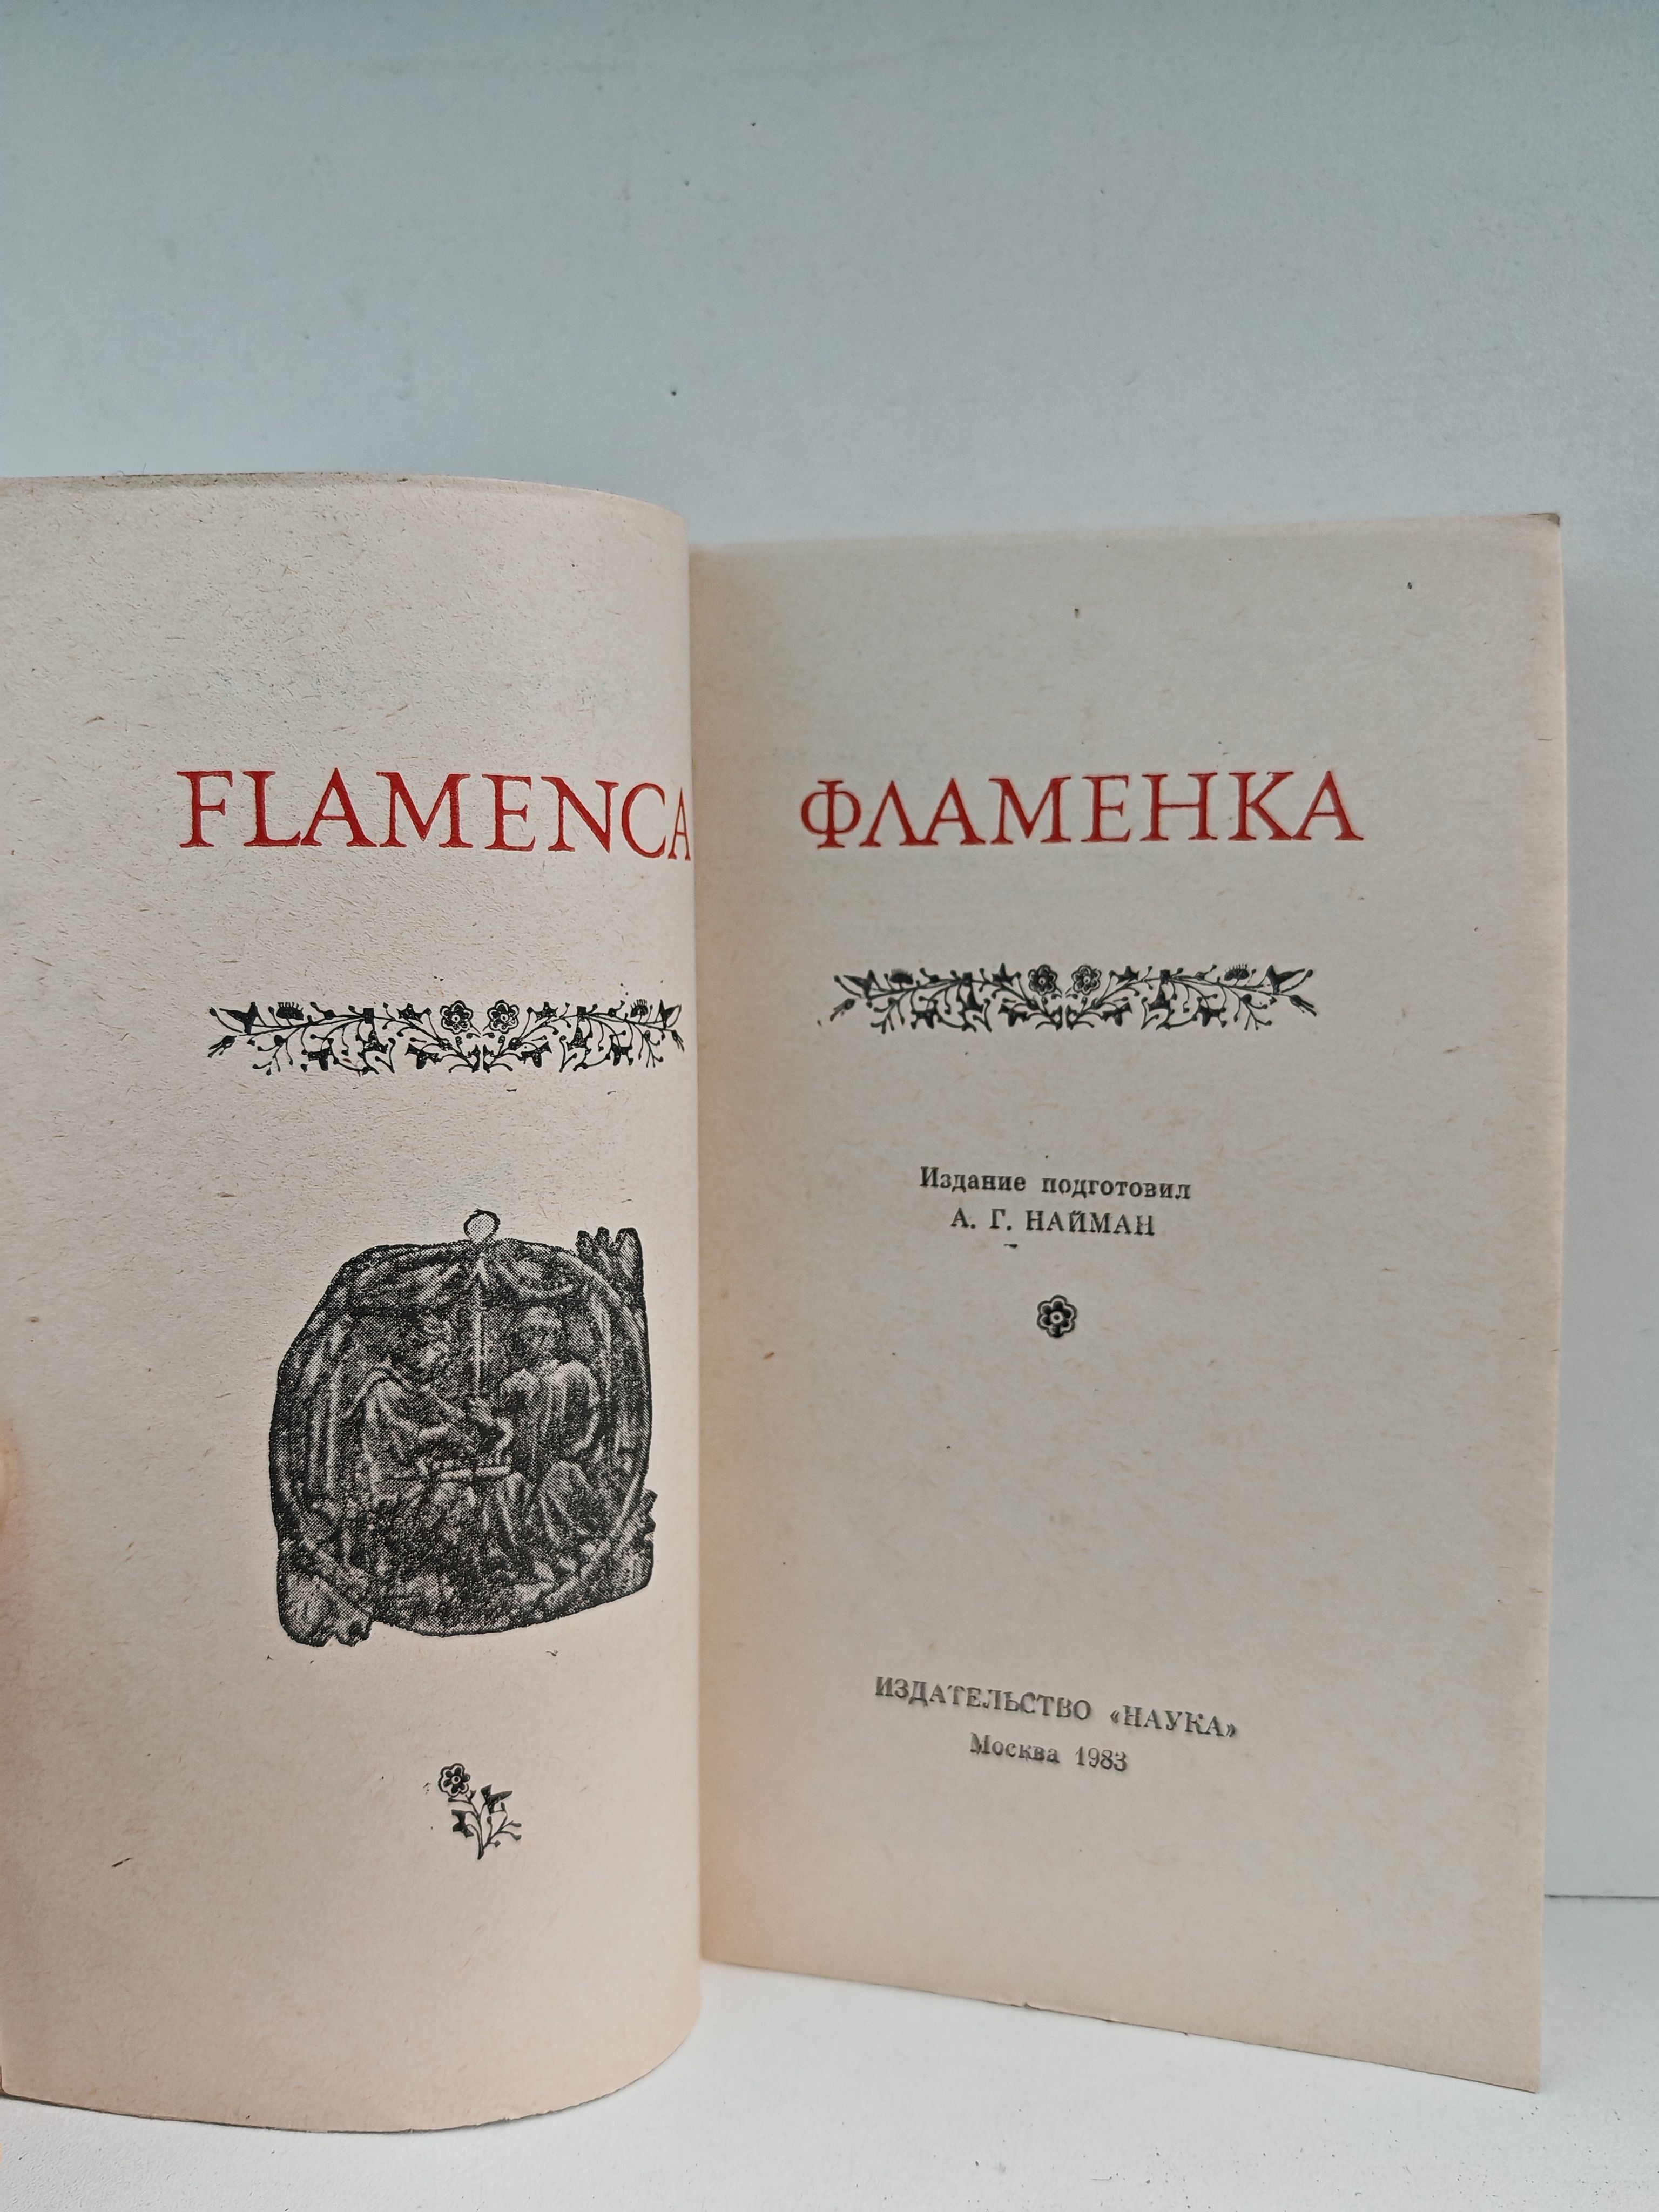 FLAMENCA
ФЛАМЕНКА
Издание подготовил
А. Г. НАЙМАН
ИЗДАТЕЛЬСТВО «НАУКА»
Москва 1983